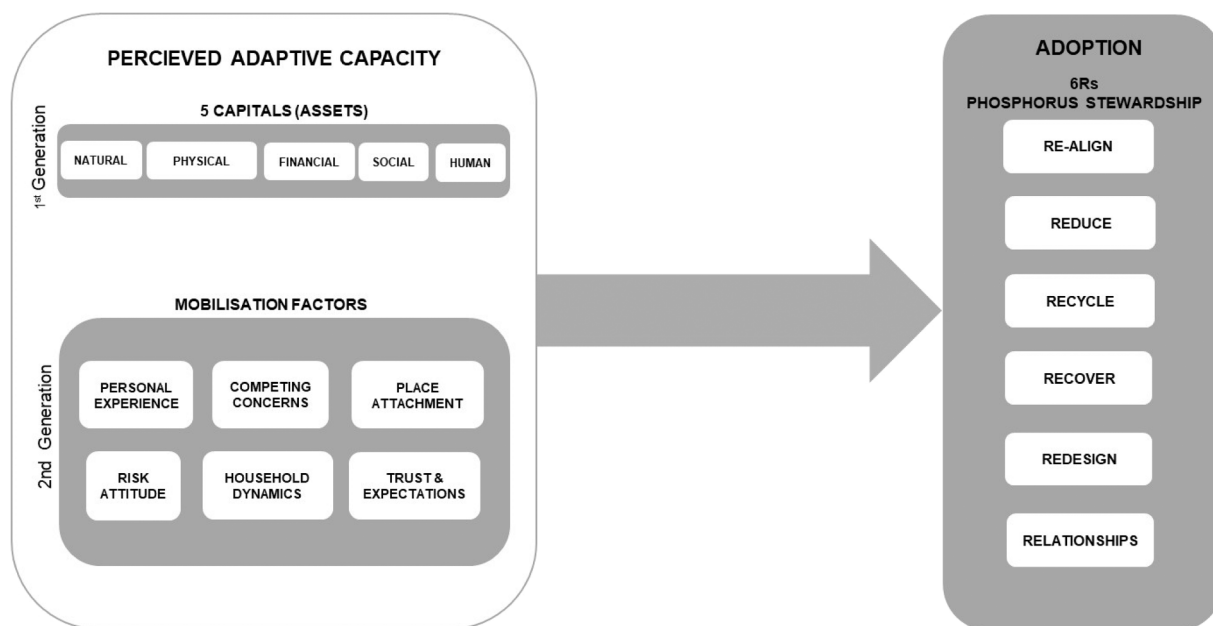 PERCIEVED ADAPTIVE CAPACITY
1st Generation
5 CAPITALS (ASSETS)
NATURAL
PHYSICAL
FINANCIAL
SOCIAL
HUMAN
2nd Generation
MOBILISATION FACTORS
PERSONAL
EXPERIENCE
COMPETING
CONCERNS
PLACE
ATTACHMENT
RISK
ATTITUDE
HOUSEHOLD
DYNAMICS
TRUST &
EXPECTATIONS
ADOPTION
6Rs
PHOSPHORUS STEWARDSHIP
RE-ALIGN
REDUCE
RECYCLE
RECOVER
REDESIGN
RELATIONSHIPS